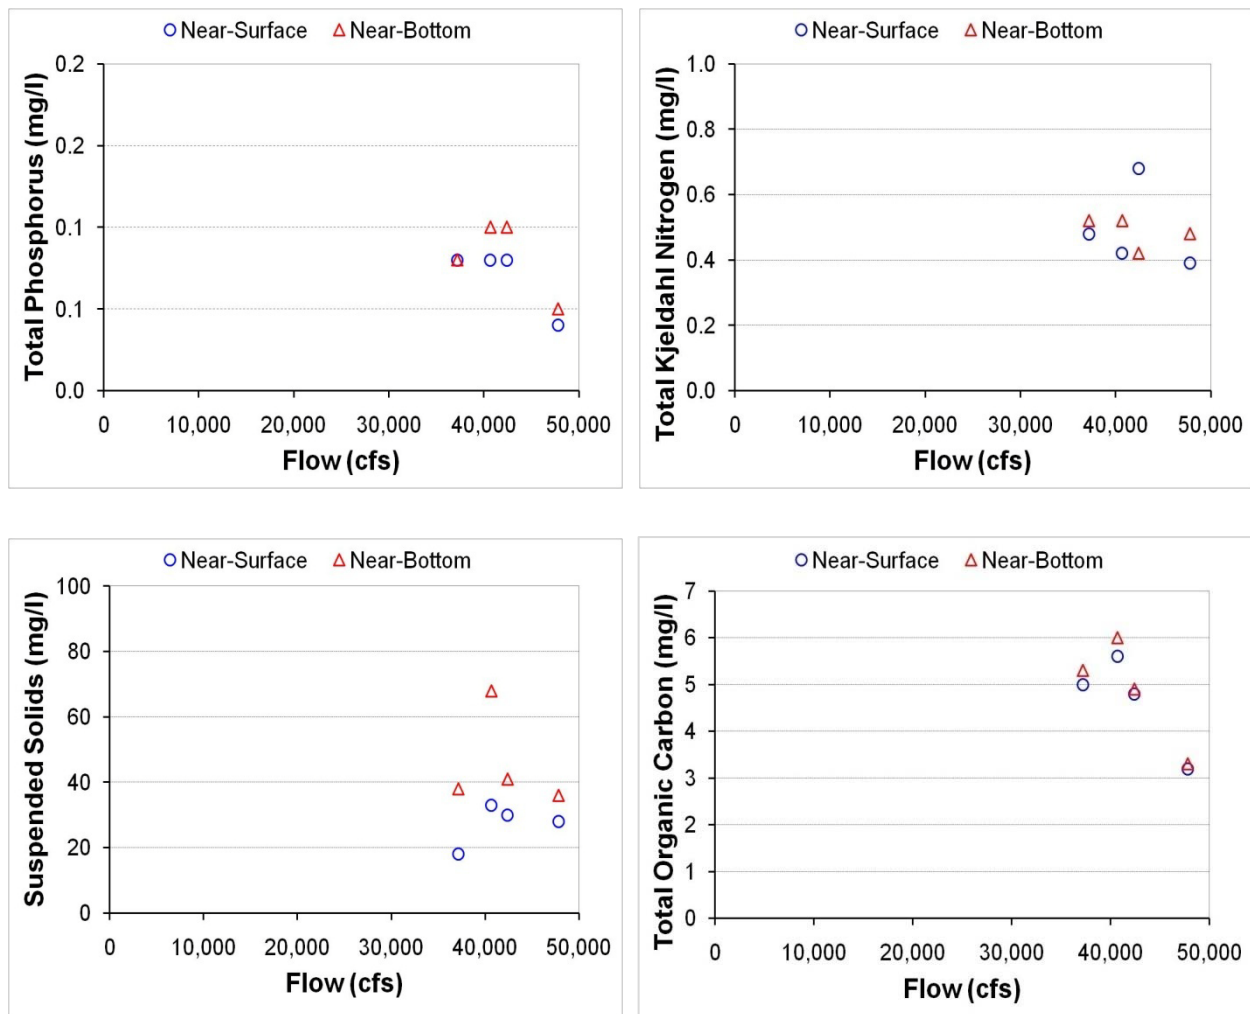 Near-Surface Near-Bottom
Total Phosphorus (mg/l)
0.2
0.2
0.1
0.1
0.0
0 10,000 20,000 30,000 40,000 50,000
Flow (cfs)
Near-Surface Near-Bottom
Total Kjeldahl Nitrogen (mg/l)
1.0
0.8
0.6
0.4
0.2
0.0
0 10,000 20,000 30,000 40,000 50,000
Flow (cfs)
Near-Surface Near-Bottom
Suspended Solids (mg/l)
100
80
60
40
20
0
0 10,000 20,000 30,000 40,000 50,000
Flow (cfs)
Near-Surface Near-Bottom
Total Organic Carbon (mg/l)
7
6
5
4
3
2
1
0
0 10,000 20,000 30,000 40,000 50,000
Flow (cfs)